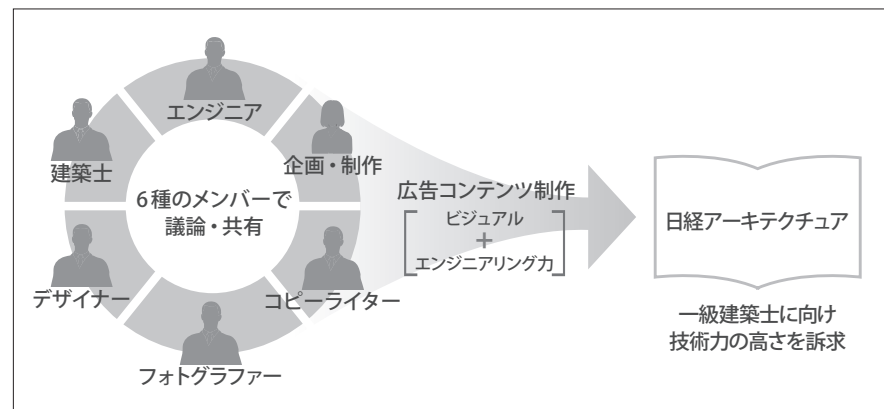 エンジニア
建築士
企画・制作
6種のメンバーで
議論・共有
デザイナー
コピーライター
フォトグラファー
広告コンテンツ制作
ビジュアル
+
エンジニアリング力
日経アーキテクチュア
一級建築士に向け
技術力の高さを訴求